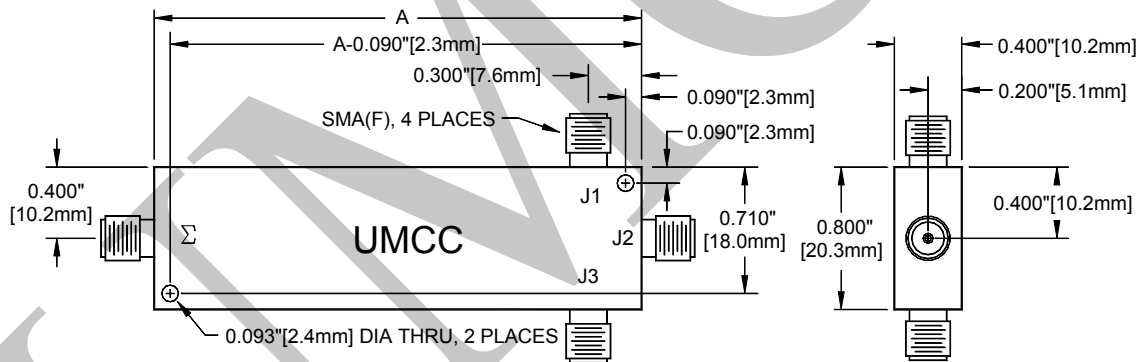 A
A-0.090"[2.3mm]
0.300"[7.6mm]
0.400"[10.2mm]
0.200"[5.1mm]
0.090"[2.3mm]
SMA(F), 4 PLACES
0.090"[2.3mm]
0.400"
[10.2mm]
J1
Σ
UMCC
J2
0.710"
[18.0mm]
J3
0.800"
[20.3mm]
0.400"[10.2mm]
0.093"[2.4mm] DIA THRU, 2 PLACES